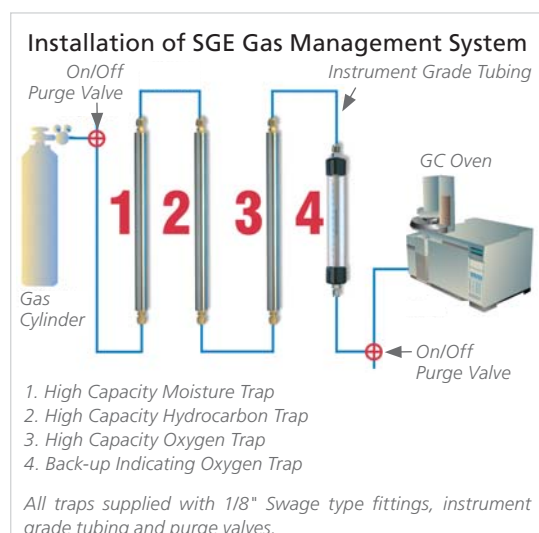 Installation of SGE Gas Management System
On/Off
Purge Valve
Instrument Grade Tubing
GC Oven
1 2 3 4
Gas
Cylinder
On/Off
Purge Valve
1. High Capacity Moisture Trap
2. High Capacity Hydrocarbon Trap
3. High Capacity Oxygen Trap
4. Back-up Indicating Oxygen Trap
All traps supplied with 1/8" Swage type fittings, instrument
grade tubing and purge valves.